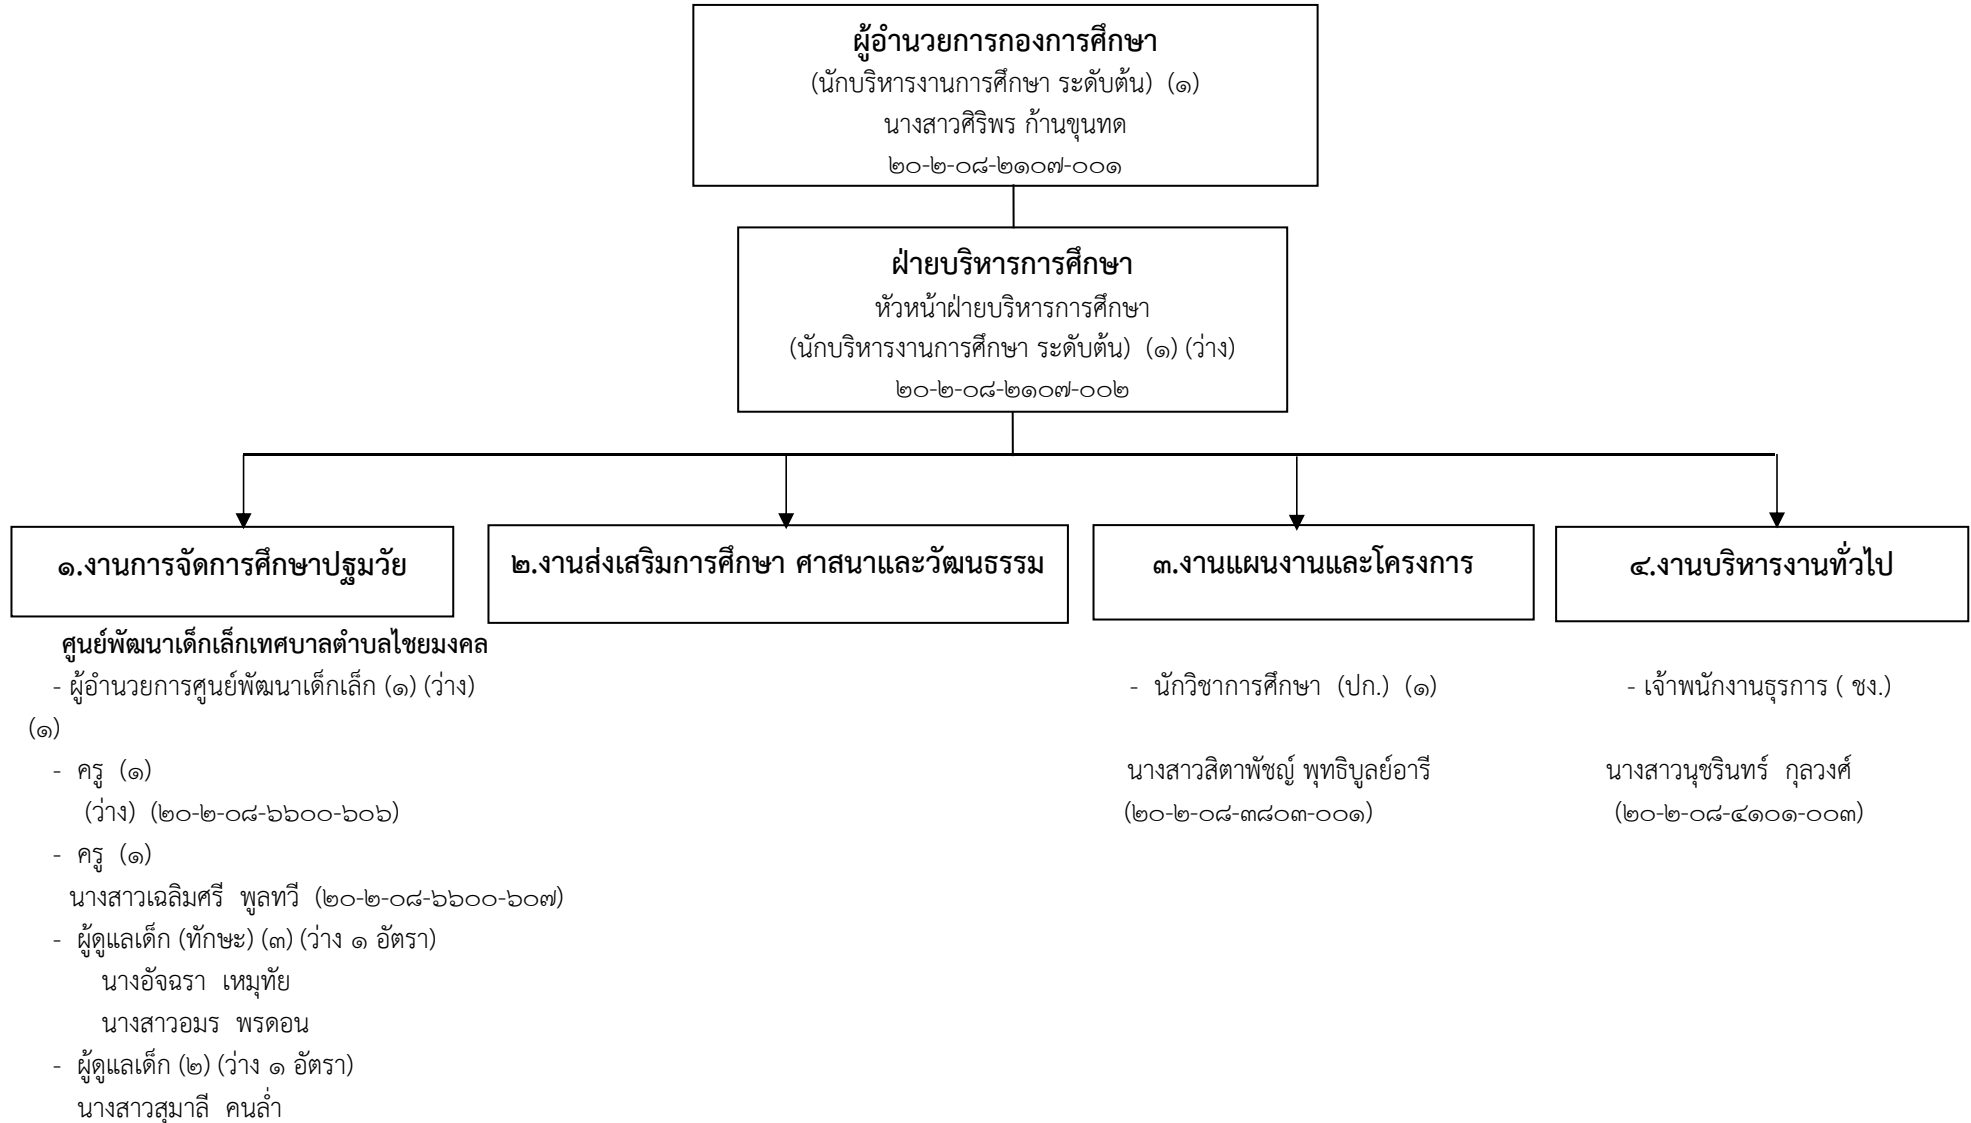 ผู้อำนวยการกองการศึกษา
(นักบริหารงานการศึกษา ระดับต้น) (๑)
นางสาวศิริพร ก้านขุนทด
๒๐-๒-๐๘-๒๑๐๗-๐๐๑
ฝ่ายบริหารการศึกษา
หัวหน้าฝ่ายบริหารการศึกษา
(นักบริหารงานการศึกษา ระดับต้น) (๑) (ว่าง)
๒๐-๒-๐๘-๒๑๐๗-๐๐๒
๑.งานการจัดการศึกษาปฐมวัย
ศูนย์พัฒนาเด็กเล็กเทศบาลตำบลไชยมงคล
- ผู้อำนวยการศูนย์พัฒนาเด็กเล็ก (๑) (ว่าง)
(๑)
- ครู (๑)
(ว่าง) (๒๐-๒-๐๘-๖๖๐๐-๖๐๖)
- ครู (๑)
นางสาวเฉลิมศรี พูลทวี (๒๐-๒-๐๘-๖๖๐๐-๖๐๗)
- ผู้ดูแลเด็ก (ทักษะ) (๓) (ว่าง ๑ อัตรา)
นางอัจฉรา เหมุทัย
นางสาวอมร พรดอน
- ผู้ดูแลเด็ก (๒) (ว่าง ๑ อัตรา)
นางสาวสุมาลี คนล่ำ
๒.งานส่งเสริมการศึกษา ศาสนาและวัฒนธรรม
๓.งานแผนงานและโครงการ
- นักวิชาการศึกษา (ปก.) (๑)
นางสาวสิตาพัชญ์ พุทธิบูลย์อารี
(๒๐-๒-๐๘-๓๘๐๓-๐๐๑)
๔.งานบริหารงานทั่วไป
- เจ้าพนักงานธุรการ ( ชง.)
นางสาวนุชรินทร์ กุลวงศ์
(๒๐-๒-๐๘-๔๑๐๑-๐๐๓)